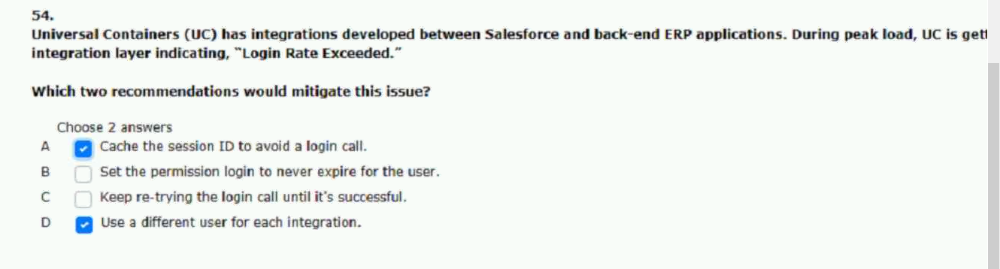 54.
Universal Containers (UC) has integrations developed between Salesforce and back-end ERP applications. During peak load, UC is
integration layer indicating, “Login Rate Exceeded.”
Which two recommendations would mitigate this issue?
Choose 2 answers
A Cache the session ID to avoid a login call.
B Set the permission login to never expire for the user.
C Keep re-trying the login call until it's successful.
D Use a different user for each integration.